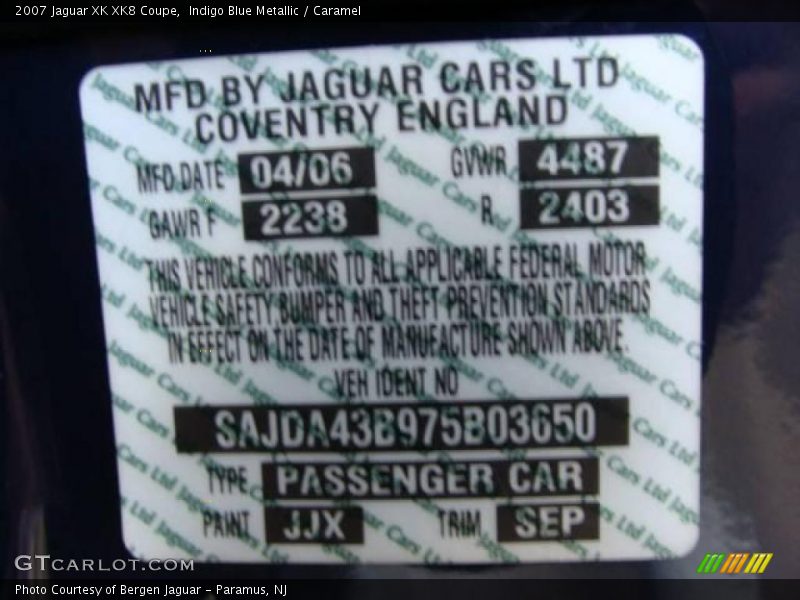 2007 Jaguar XK XK8 Coupe,  Indigo Blue Metallic / Caramel
MFD BY JAGUAR CARS LTD
COVENTRY ENGLAND
MFD.DATE 04/06 GVWR 4487
GAWR F 2238 R 2403
THIS VEHICLE CONFORMS TO ALL APPLICABLE FEDERAL MOTOR
VEHICLE SAFETY BUMPER AND THEFT PREVENTION STANDARDS
IN EFFECT ON THE DATE OF MANUFACTURE SHOWN ABOVE.
VEH IDENT NO
SAJDA43B975B03650
TYPE PASSENGER CAR
PAINT JJX TRIM SEP
GTCARLOT.COM
Photo Courtesy of Bergen Jaguar - Paramus, NJ